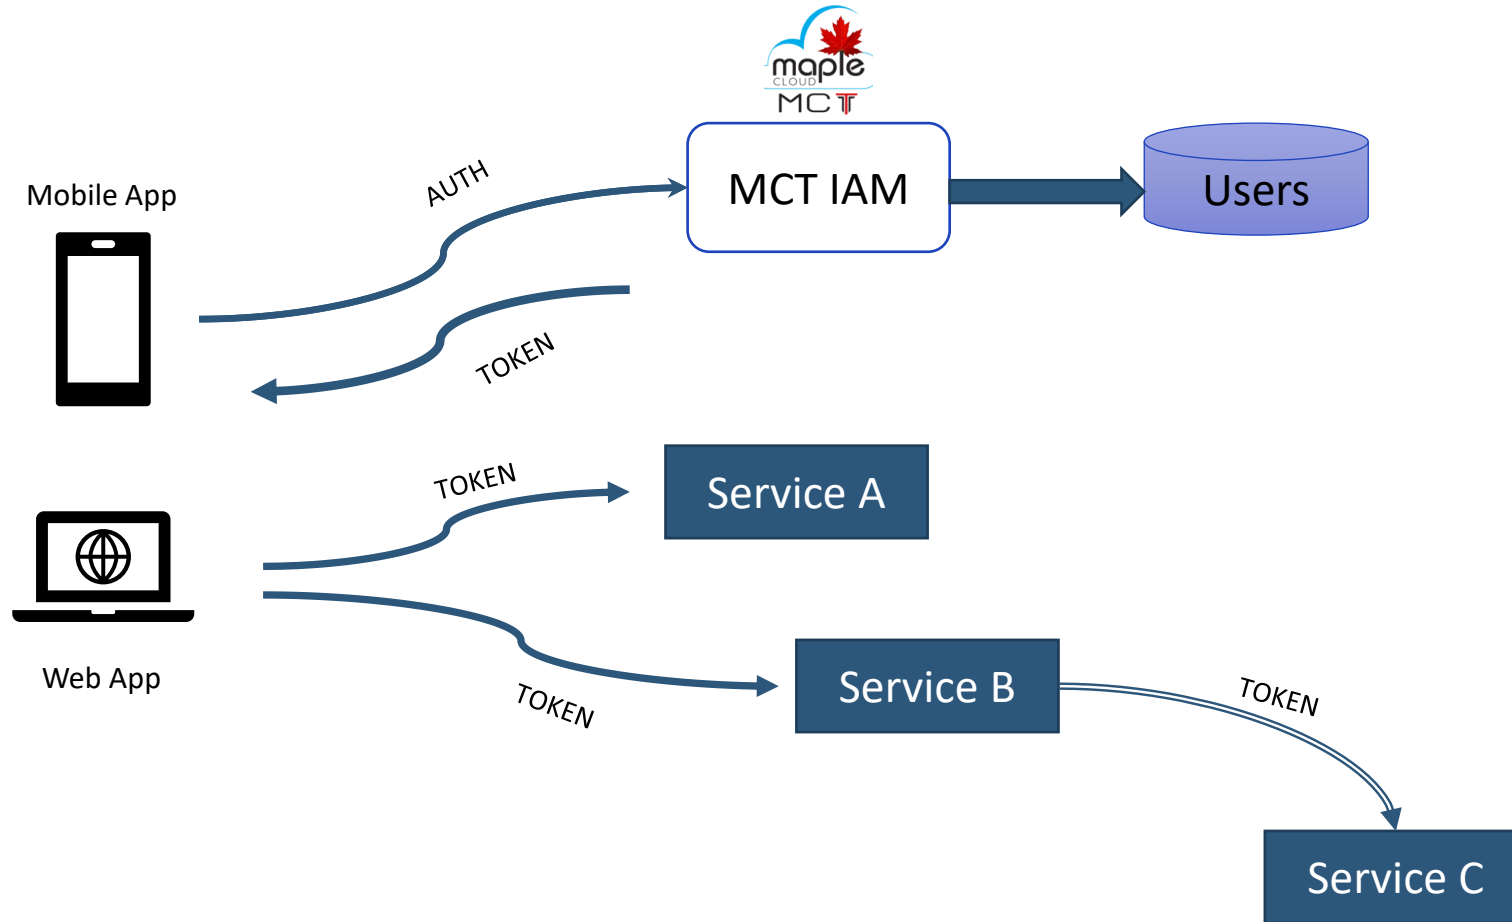 maple
CLOUD
MCT
MCT IAM
Users
AUTH
Mobile App
TOKEN
TOKEN
Service A
Web App
TOKEN
Service B
TOKEN
Service C